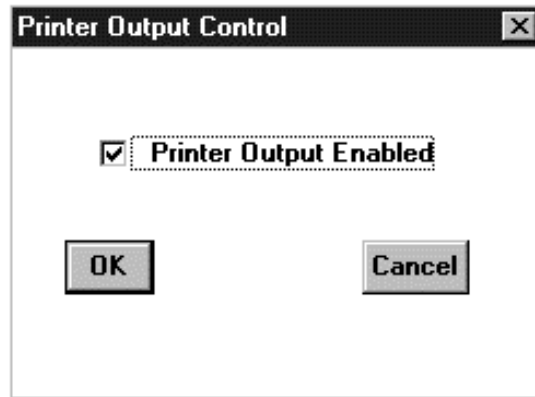 Printer Output Control
Printer Output Enabled
OK
Cancel